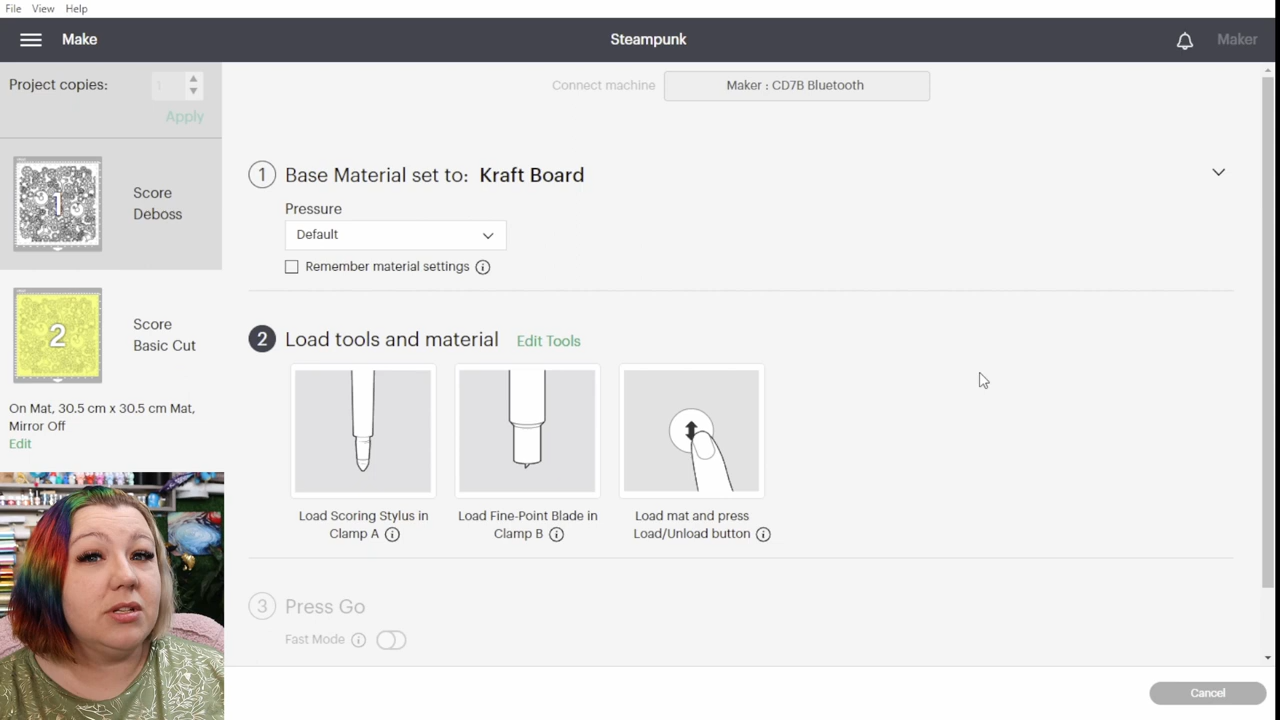 File View Help
Make
Steampunk
Maker
Project copies:
1
Apply
Connect machine
Maker : CD7B Bluetooth
1
Score
Deboss
2
Score
Basic Cut
On Mat, 30.5 cm x 30.5 cm Mat,
Mirror Off
Edit
1 Base Material set to: Kraft Board
Pressure
Default
Remember material settings
2 Load tools and material Edit Tools
Load Scoring Stylus in
Clamp A
Load Fine-Point Blade in
Clamp B
Load mat and press
Load/Unload button
3 Press Go
Fast Mode
Cancel